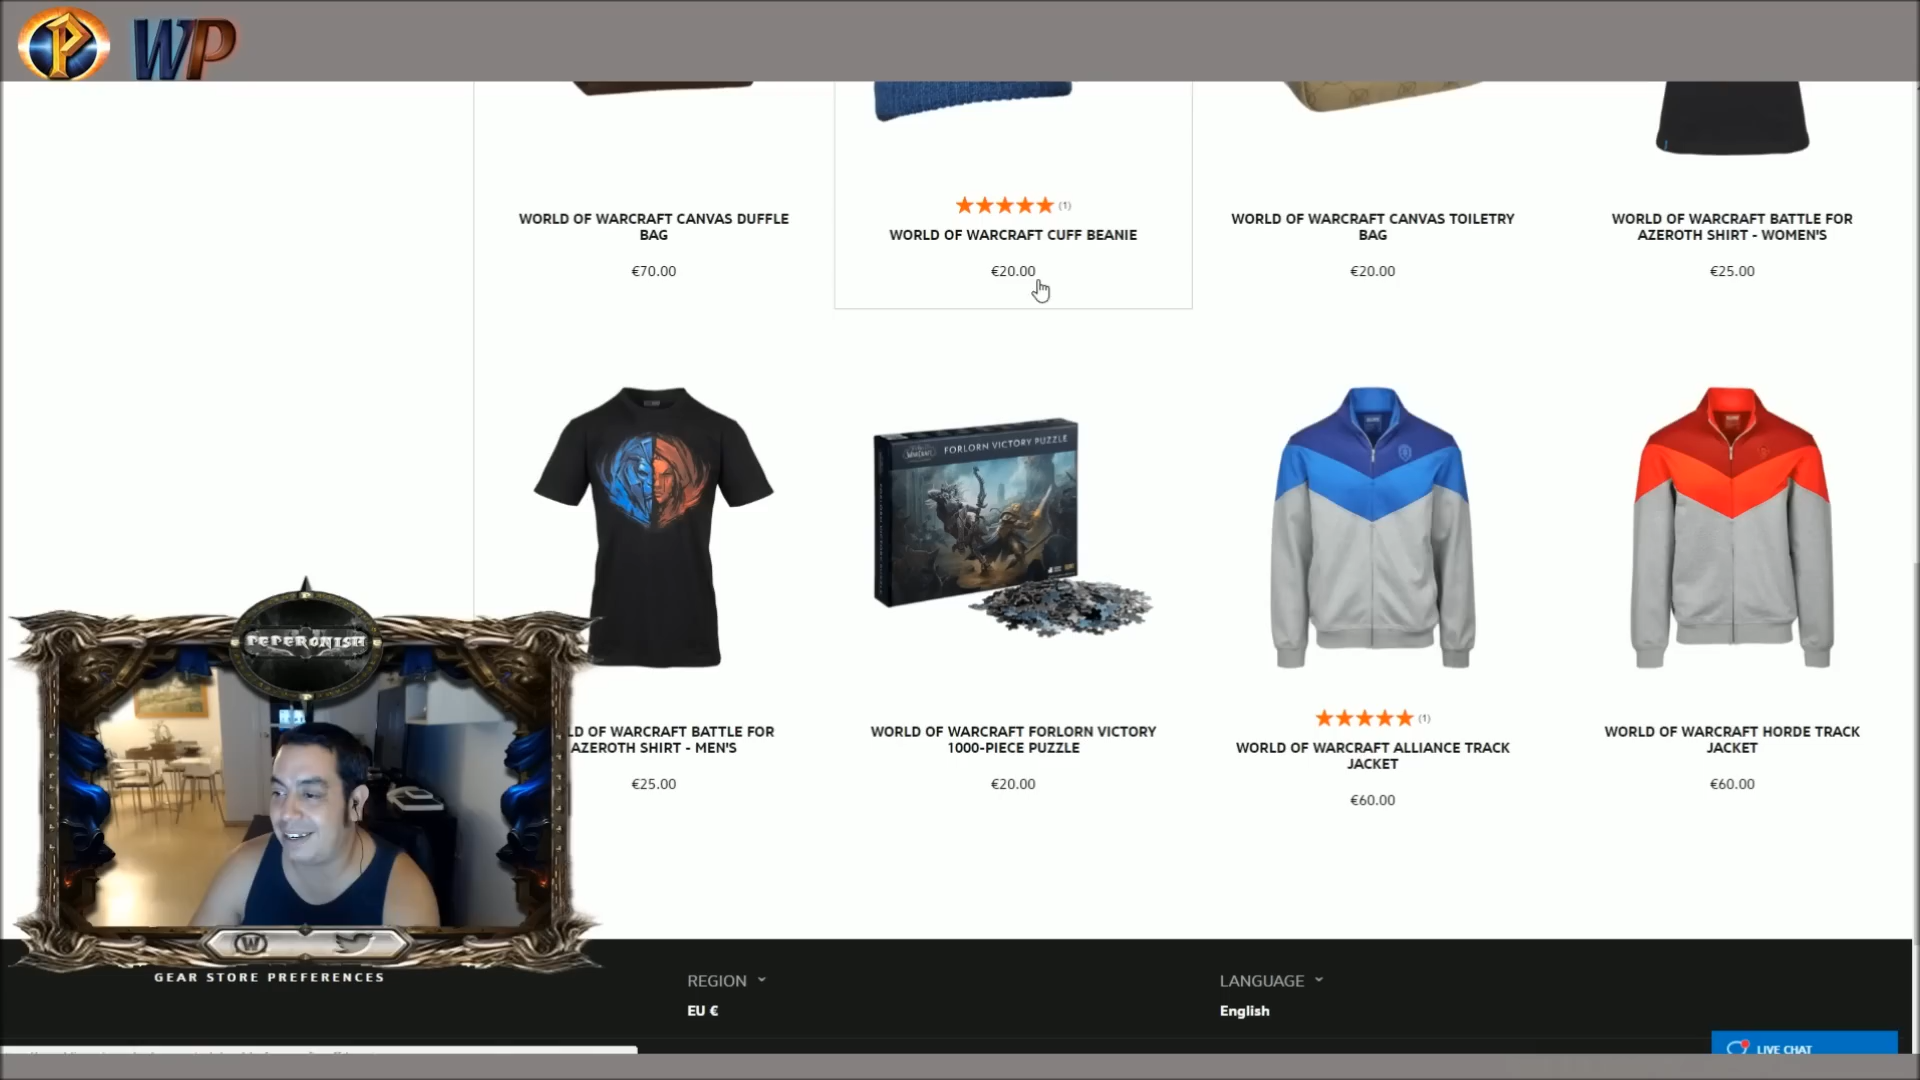 WP
★★★★★ (1)
WORLD OF WARCRAFT CANVAS DUFFLE
BAG
€70.00
WORLD OF WARCRAFT CUFF BEANIE
€20.00
WORLD OF WARCRAFT CANVAS TOILETRY
BAG
€20.00
WORLD OF WARCRAFT BATTLE FOR
AZEROTH SHIRT - WOMEN'S
€25.00
WARCRAFT
FORLORN VICTORY PUZZLE
PEPERONISH
LD OF WARCRAFT BATTLE FOR
AZEROTH SHIRT - MEN'S
€25.00
WORLD OF WARCRAFT FORLORN VICTORY
1000-PIECE PUZZLE
€20.00
★★★★★ (1)
WORLD OF WARCRAFT ALLIANCE TRACK
JACKET
€60.00
WORLD OF WARCRAFT HORDE TRACK
JACKET
€60.00
W
GEAR STORE PREFERENCES
REGION
EU €
LANGUAGE
English
LIVE CHAT